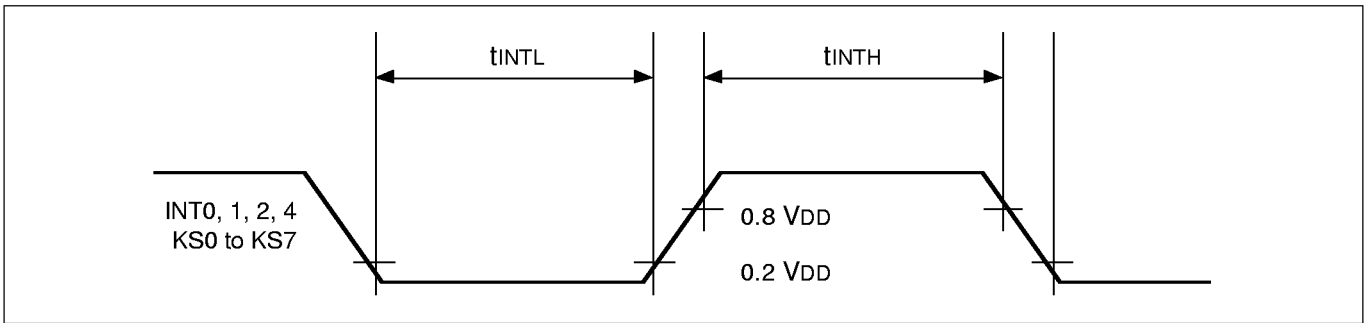 tINTL
tINTH
INT0, 1, 2, 4
KS0 to KS7
0.8 VDD
0.2 VDD